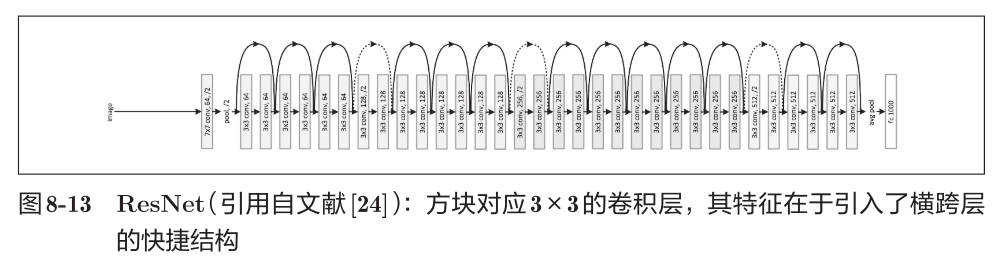 image
7x7 conv, 64, /2
pool, /2
3x3 conv, 64
3x3 conv, 64
3x3 conv, 64
3x3 conv, 64
3x3 conv, 64
3x3 conv, 64
3x3 conv, 128, /2
3x3 conv, 128
3x3 conv, 128
3x3 conv, 128
3x3 conv, 128
3x3 conv, 128
3x3 conv, 128
3x3 conv, 128
3x3 conv, 256, /2
3x3 conv, 256
3x3 conv, 256
3x3 conv, 256
3x3 conv, 256
3x3 conv, 256
3x3 conv, 256
3x3 conv, 256
3x3 conv, 256
3x3 conv, 256
3x3 conv, 256
3x3 conv, 256
3x3 conv, 512, /2
3x3 conv, 512
3x3 conv, 512
3x3 conv, 512
3x3 conv, 512
3x3 conv, 512
avg pool
fc 1000
图8-13 ResNet（引用自文献[24]）：方块对应3×3的卷积层，其特征在于引入了横跨层
的快捷结构